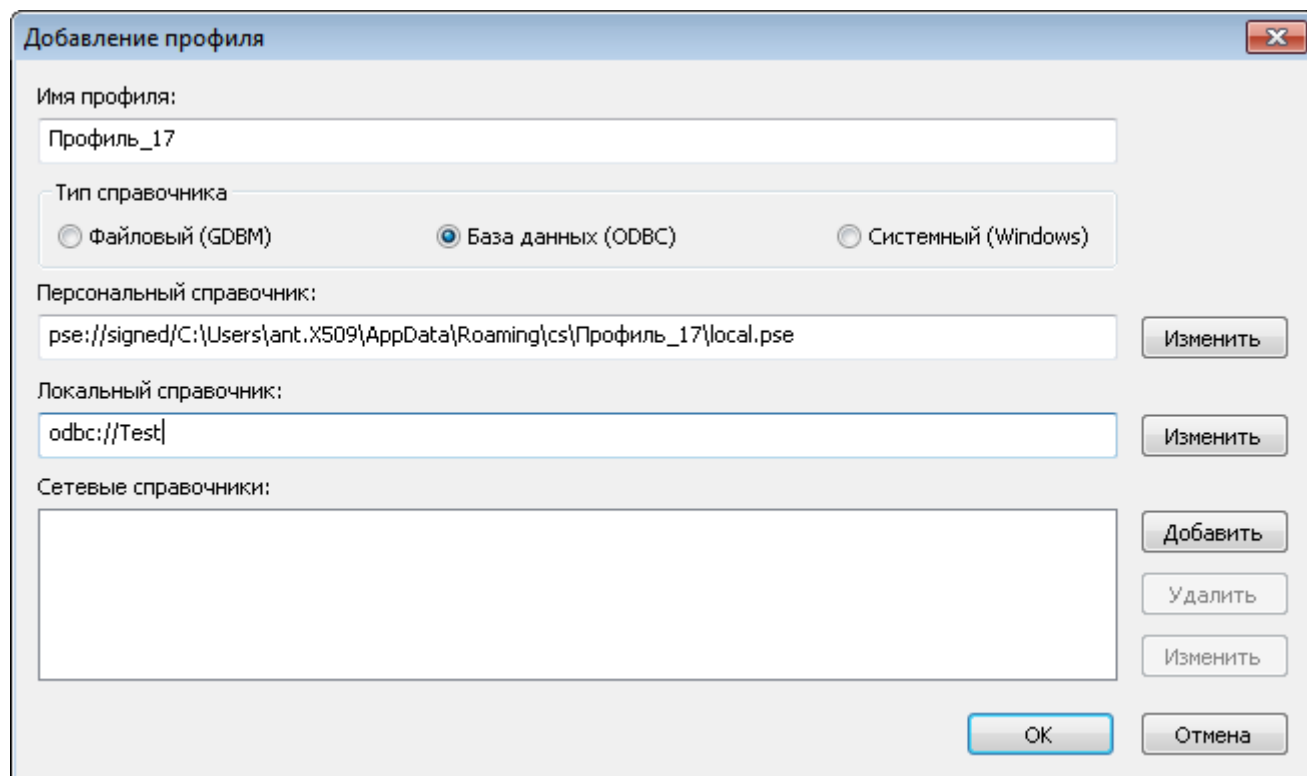 Добавление профиля
Имя профиля:
Профиль_17
Тип справочника
Файловый (GDBM) База данных (ODBC) Системный (Windows)
Персональный справочник:
pse://signed/C:\Users\ant.X509\AppData\Roaming\cs\Профиль_17\local.pse Изменить
Локальный справочник:
odbc://Test Изменить
Сетевые справочники:
Добавить
Удалить
Изменить
ОК Отмена